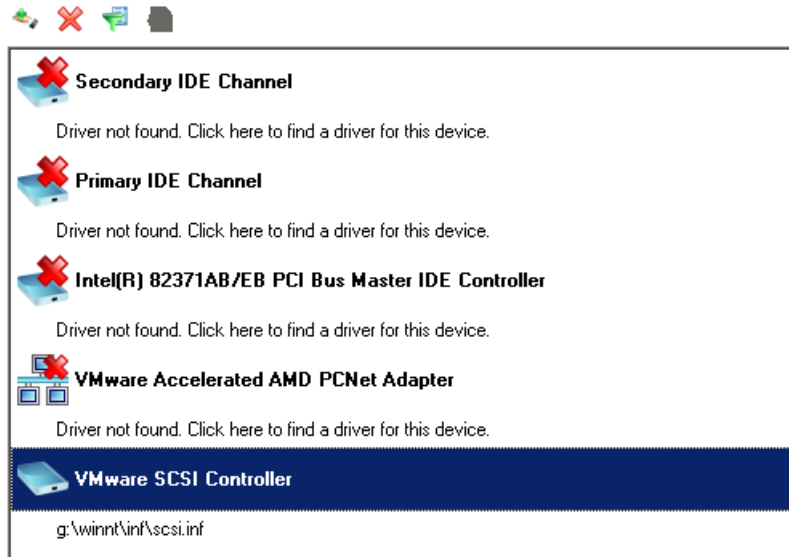 Secondary IDE Channel
Driver not found. Click here to find a driver for this device.
Primary IDE Channel
Driver not found. Click here to find a driver for this device.
Intel(R) 82371AB/EB PCI Bus Master IDE Controller
Driver not found. Click here to find a driver for this device.
VMware Accelerated AMD PCNet Adapter
Driver not found. Click here to find a driver for this device.
VMware SCSI Controller
g:\winnt\inf\scsi.inf